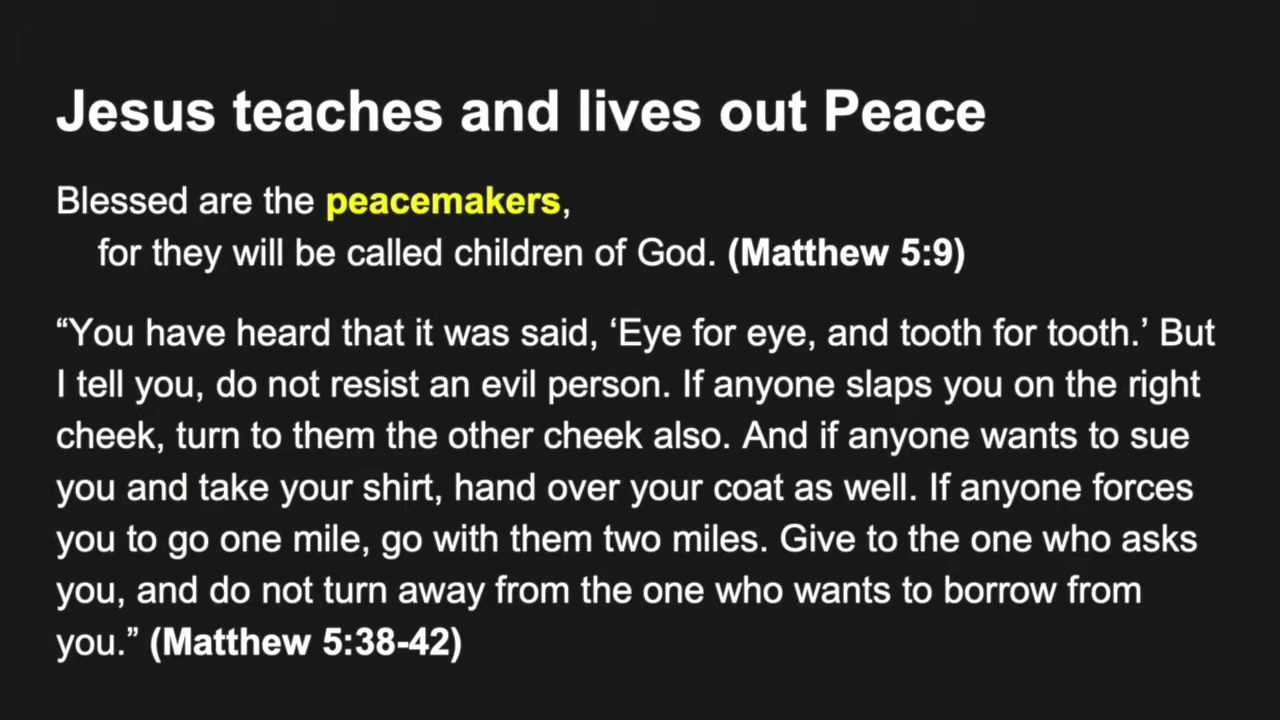 Jesus teaches and lives out Peace
Blessed are the peacemakers,
for they will be called children of God. (Matthew 5:9)
“You have heard that it was said, ‘Eye for eye, and tooth for tooth.’ But
I tell you, do not resist an evil person. If anyone slaps you on the right
cheek, turn to them the other cheek also. And if anyone wants to sue
you and take your shirt, hand over your coat as well. If anyone forces
you to go one mile, go with them two miles. Give to the one who asks
you, and do not turn away from the one who wants to borrow from
you.” (Matthew 5:38-42)